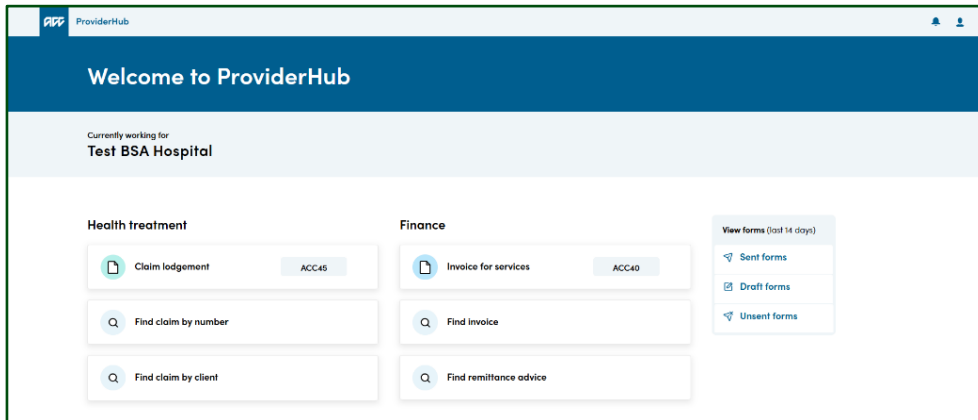 ACC ProviderHub
Welcome to ProviderHub
Currently working for
Test BSA Hospital
Health treatment
Claim lodgement ACC45
Find claim by number
Find claim by client
Finance
Invoice for services ACC40
Find invoice
Find remittance advice
View forms (last 14 days)
Sent forms
Draft forms
Unsent forms